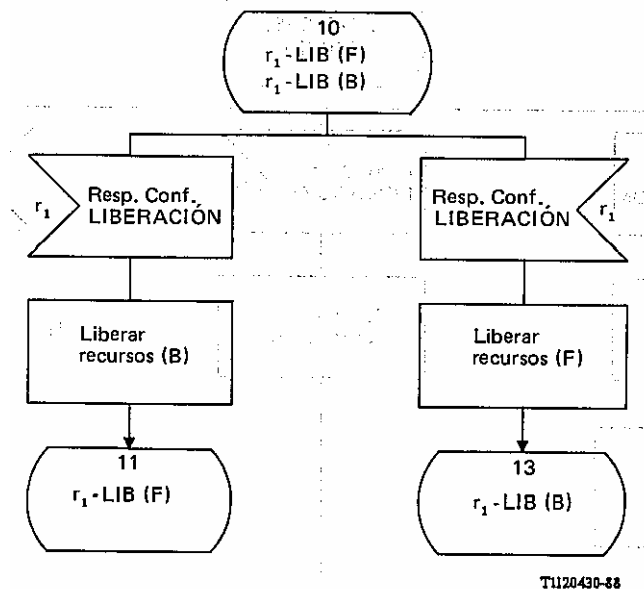 10
r₁-LIB (F)
r₁-LIB (B)
r₁
Resp. Conf.
LIBERACIÓN
Resp. Conf.
LIBERACIÓN
r₁
Liberar
recursos (B)
Liberar
recursos (F)
11
r₁-LIB (F)
13
r₁-LIB (B)
T1120430-88